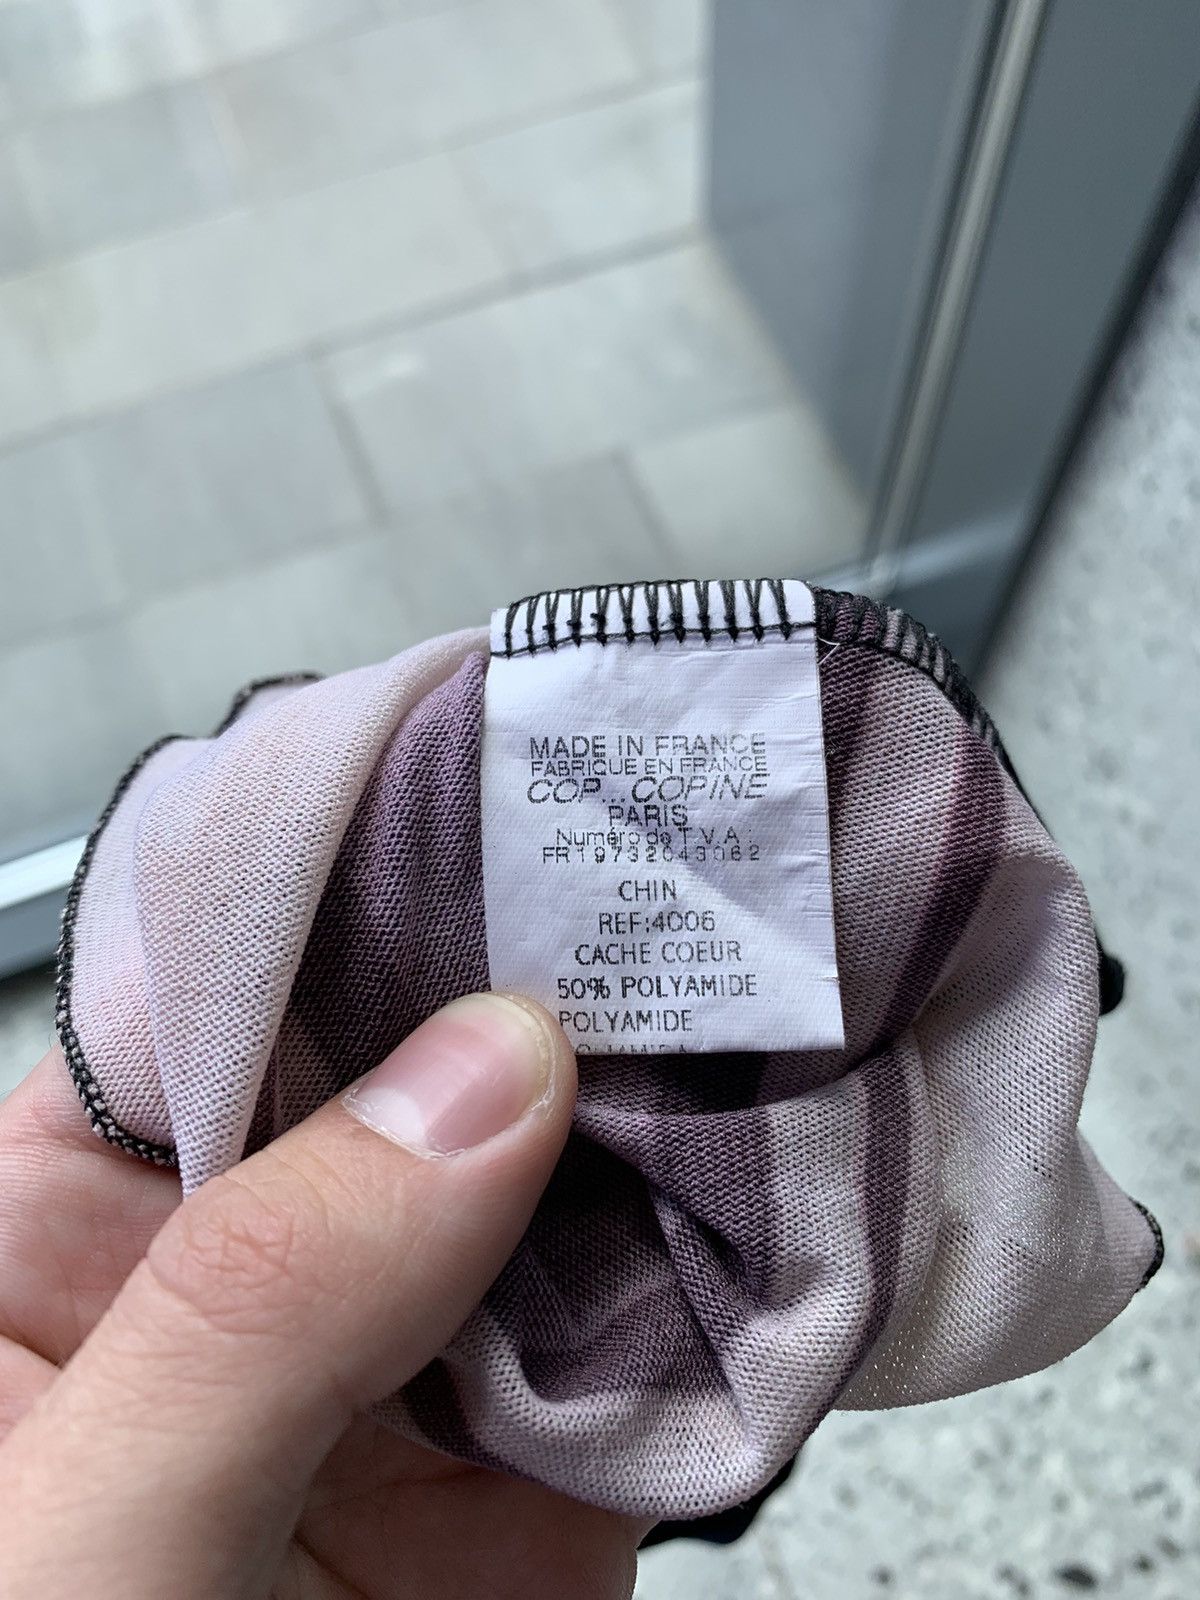 MADE IN FRANCE
FABRIQUE EN FRANCE
COP...COPINE
PARIS
Numéro de T.V.A :
FR19732043062
CHIN
REF:4006
CACHE COEUR
50% POLYAMIDE
POLYAMIDE